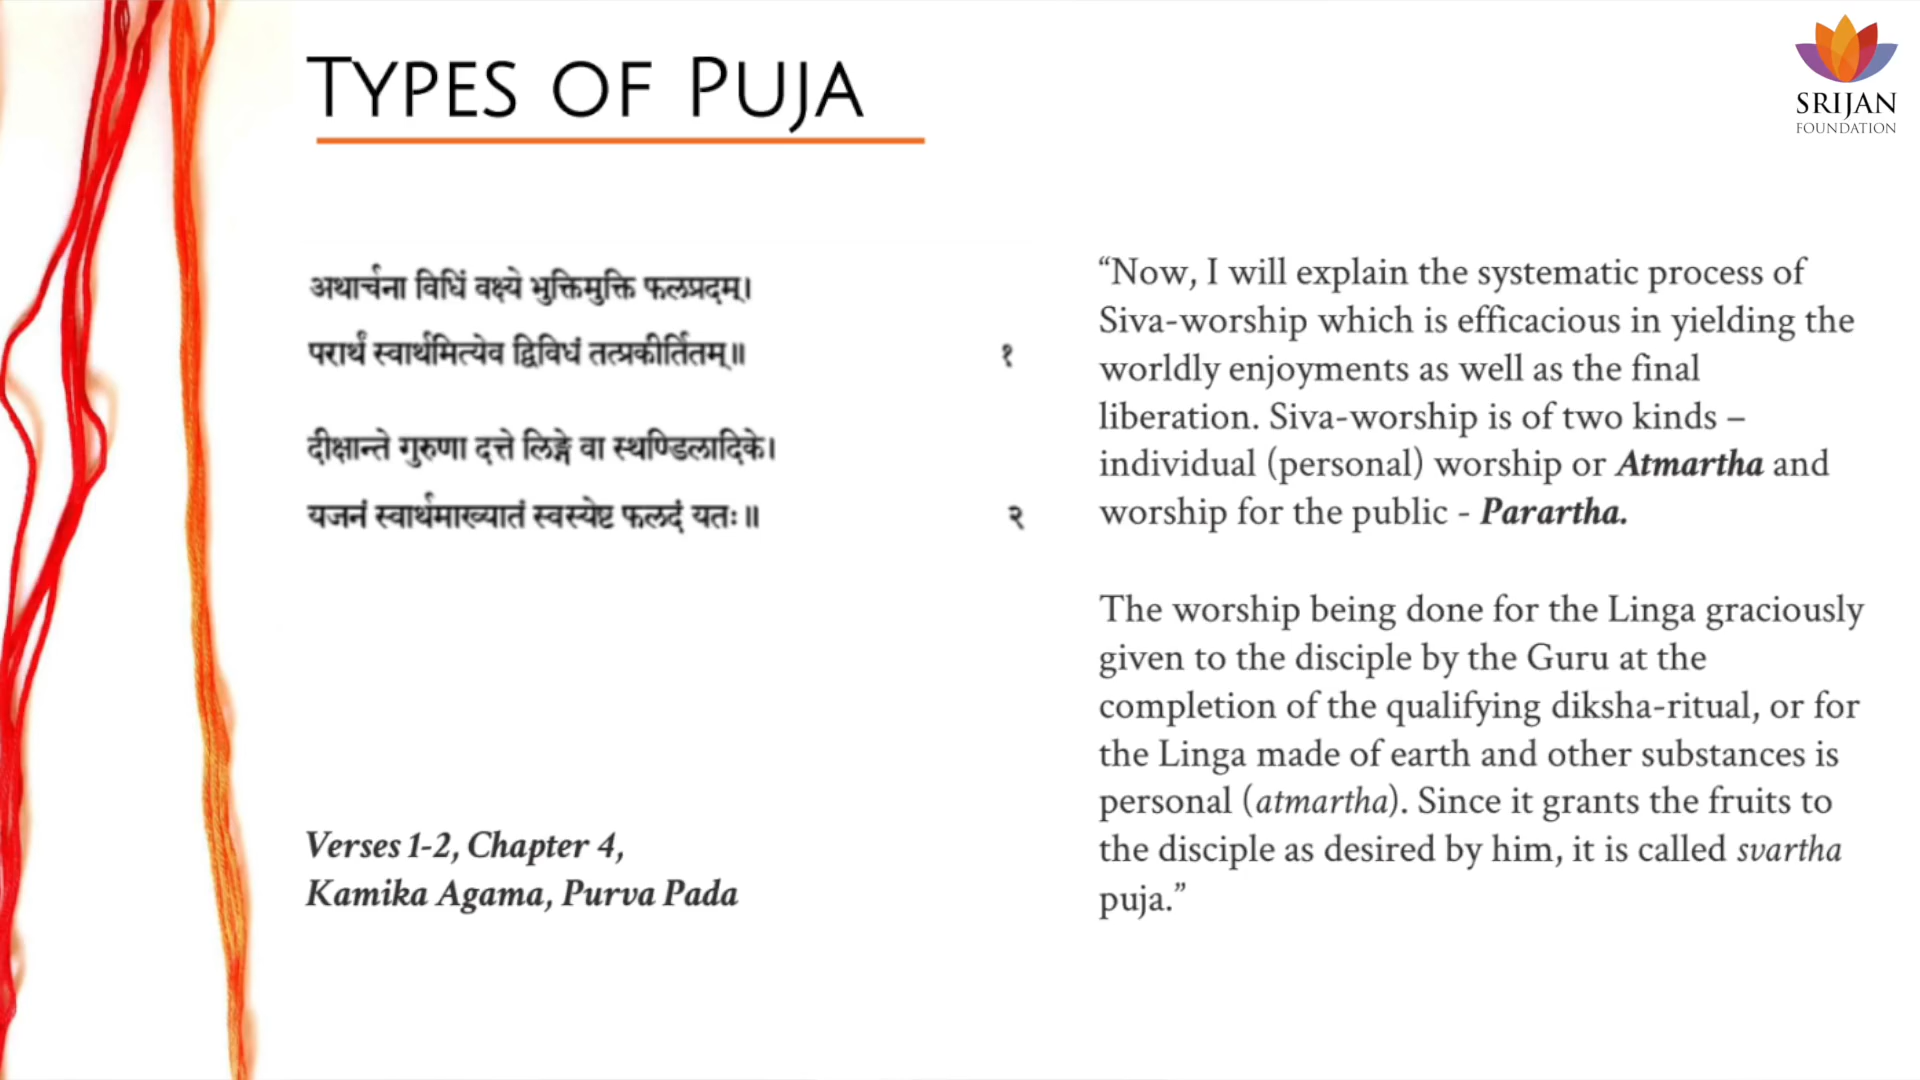 TYPES OF PUJA
SRIJAN
FOUNDATION
अथार्चना विधिं वक्ष्ये भुक्तिमुक्ति फलप्रदम्।
परार्थं स्वार्थमित्येव द्विविधं तत्प्रकीर्तितम्॥ १
दीक्षान्ते गुरुणा दत्ते लिङ्गे वा स्थण्डिलादिके।
यजनं स्वार्थमाख्यातं स्वस्येष्ट फलदं यतः॥ २
Verses 1-2, Chapter 4,
Kamika Agama, Purva Pada
“Now, I will explain the systematic process of
Siva-worship which is efficacious in yielding the
worldly enjoyments as well as the final
liberation. Siva-worship is of two kinds –
individual (personal) worship or Atmartha and
worship for the public - Parartha.
The worship being done for the Linga graciously
given to the disciple by the Guru at the
completion of the qualifying diksha-ritual, or for
the Linga made of earth and other substances is
personal (atmartha). Since it grants the fruits to
the disciple as desired by him, it is called svartha
puja.”